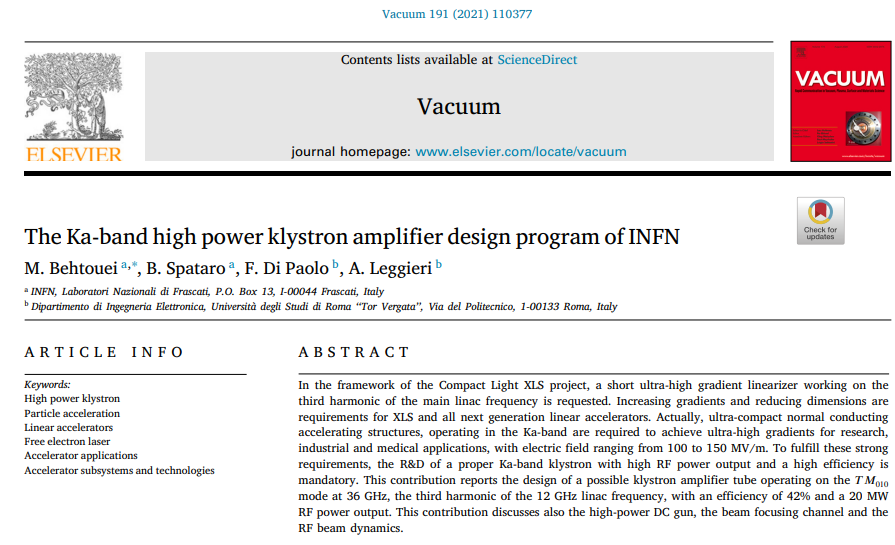 Vacuum 191 (2021) 110377
Contents lists available at ScienceDirect
Vacuum
journal homepage: www.elsevier.com/locate/vacuum
ELSEVIER
VACUUM
Check for
updates
The Ka-band high power klystron amplifier design program of INFN
M. Behtouei a,*, B. Spataro a, F. Di Paolo b, A. Leggieri b
a INFN, Laboratori Nazionali di Frascati, P.O. Box 13, I-00044 Frascati, Italy
b Dipartimento di Ingegneria Elettronica, Università degli Studi di Roma “Tor Vergata”, Via del Politecnico, 1-00133 Roma, Italy
ARTICLE INFO
Keywords:
High power klystron
Particle acceleration
Linear accelerators
Free electron laser
Accelerator applications
Accelerator subsystems and technologies
ABSTRACT
In the framework of the Compact Light XLS project, a short ultra-high gradient linearizer working on the
third harmonic of the main linac frequency is requested. Increasing gradients and reducing dimensions are
requirements for XLS and all next generation linear accelerators. Actually, ultra-compact normal conducting
accelerating structures, operating in the Ka-band are required to achieve ultra-high gradients for research,
industrial and medical applications, with electric field ranging from 100 to 150 MV/m. To fulfill these strong
requirements, the R&D of a proper Ka-band klystron with high RF power output and a high efficiency is
mandatory. This contribution reports the design of a possible klystron amplifier tube operating on the TM010
mode at 36 GHz, the third harmonic of the 12 GHz linac frequency, with an efficiency of 42% and a 20 MW
RF power output. This contribution discusses also the high-power DC gun, the beam focusing channel and the
RF beam dynamics.